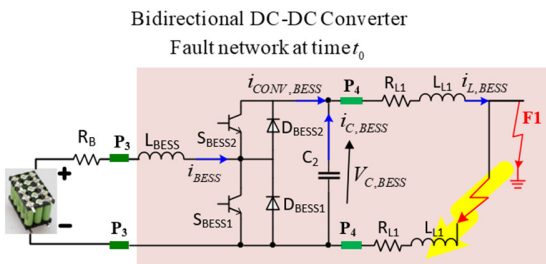 Bidirectional DC-DC Converter
Fault network at time t0
iCONV,BESS
P4
RL1
LL1
iL,BESS
F1
RB
P3
LBESS
SBESS2
DBESS2
iC,BESS
+
iBESS
C2
VC,BESS
−
SBESS1
DBESS1
P3
P4
RL1
LL1